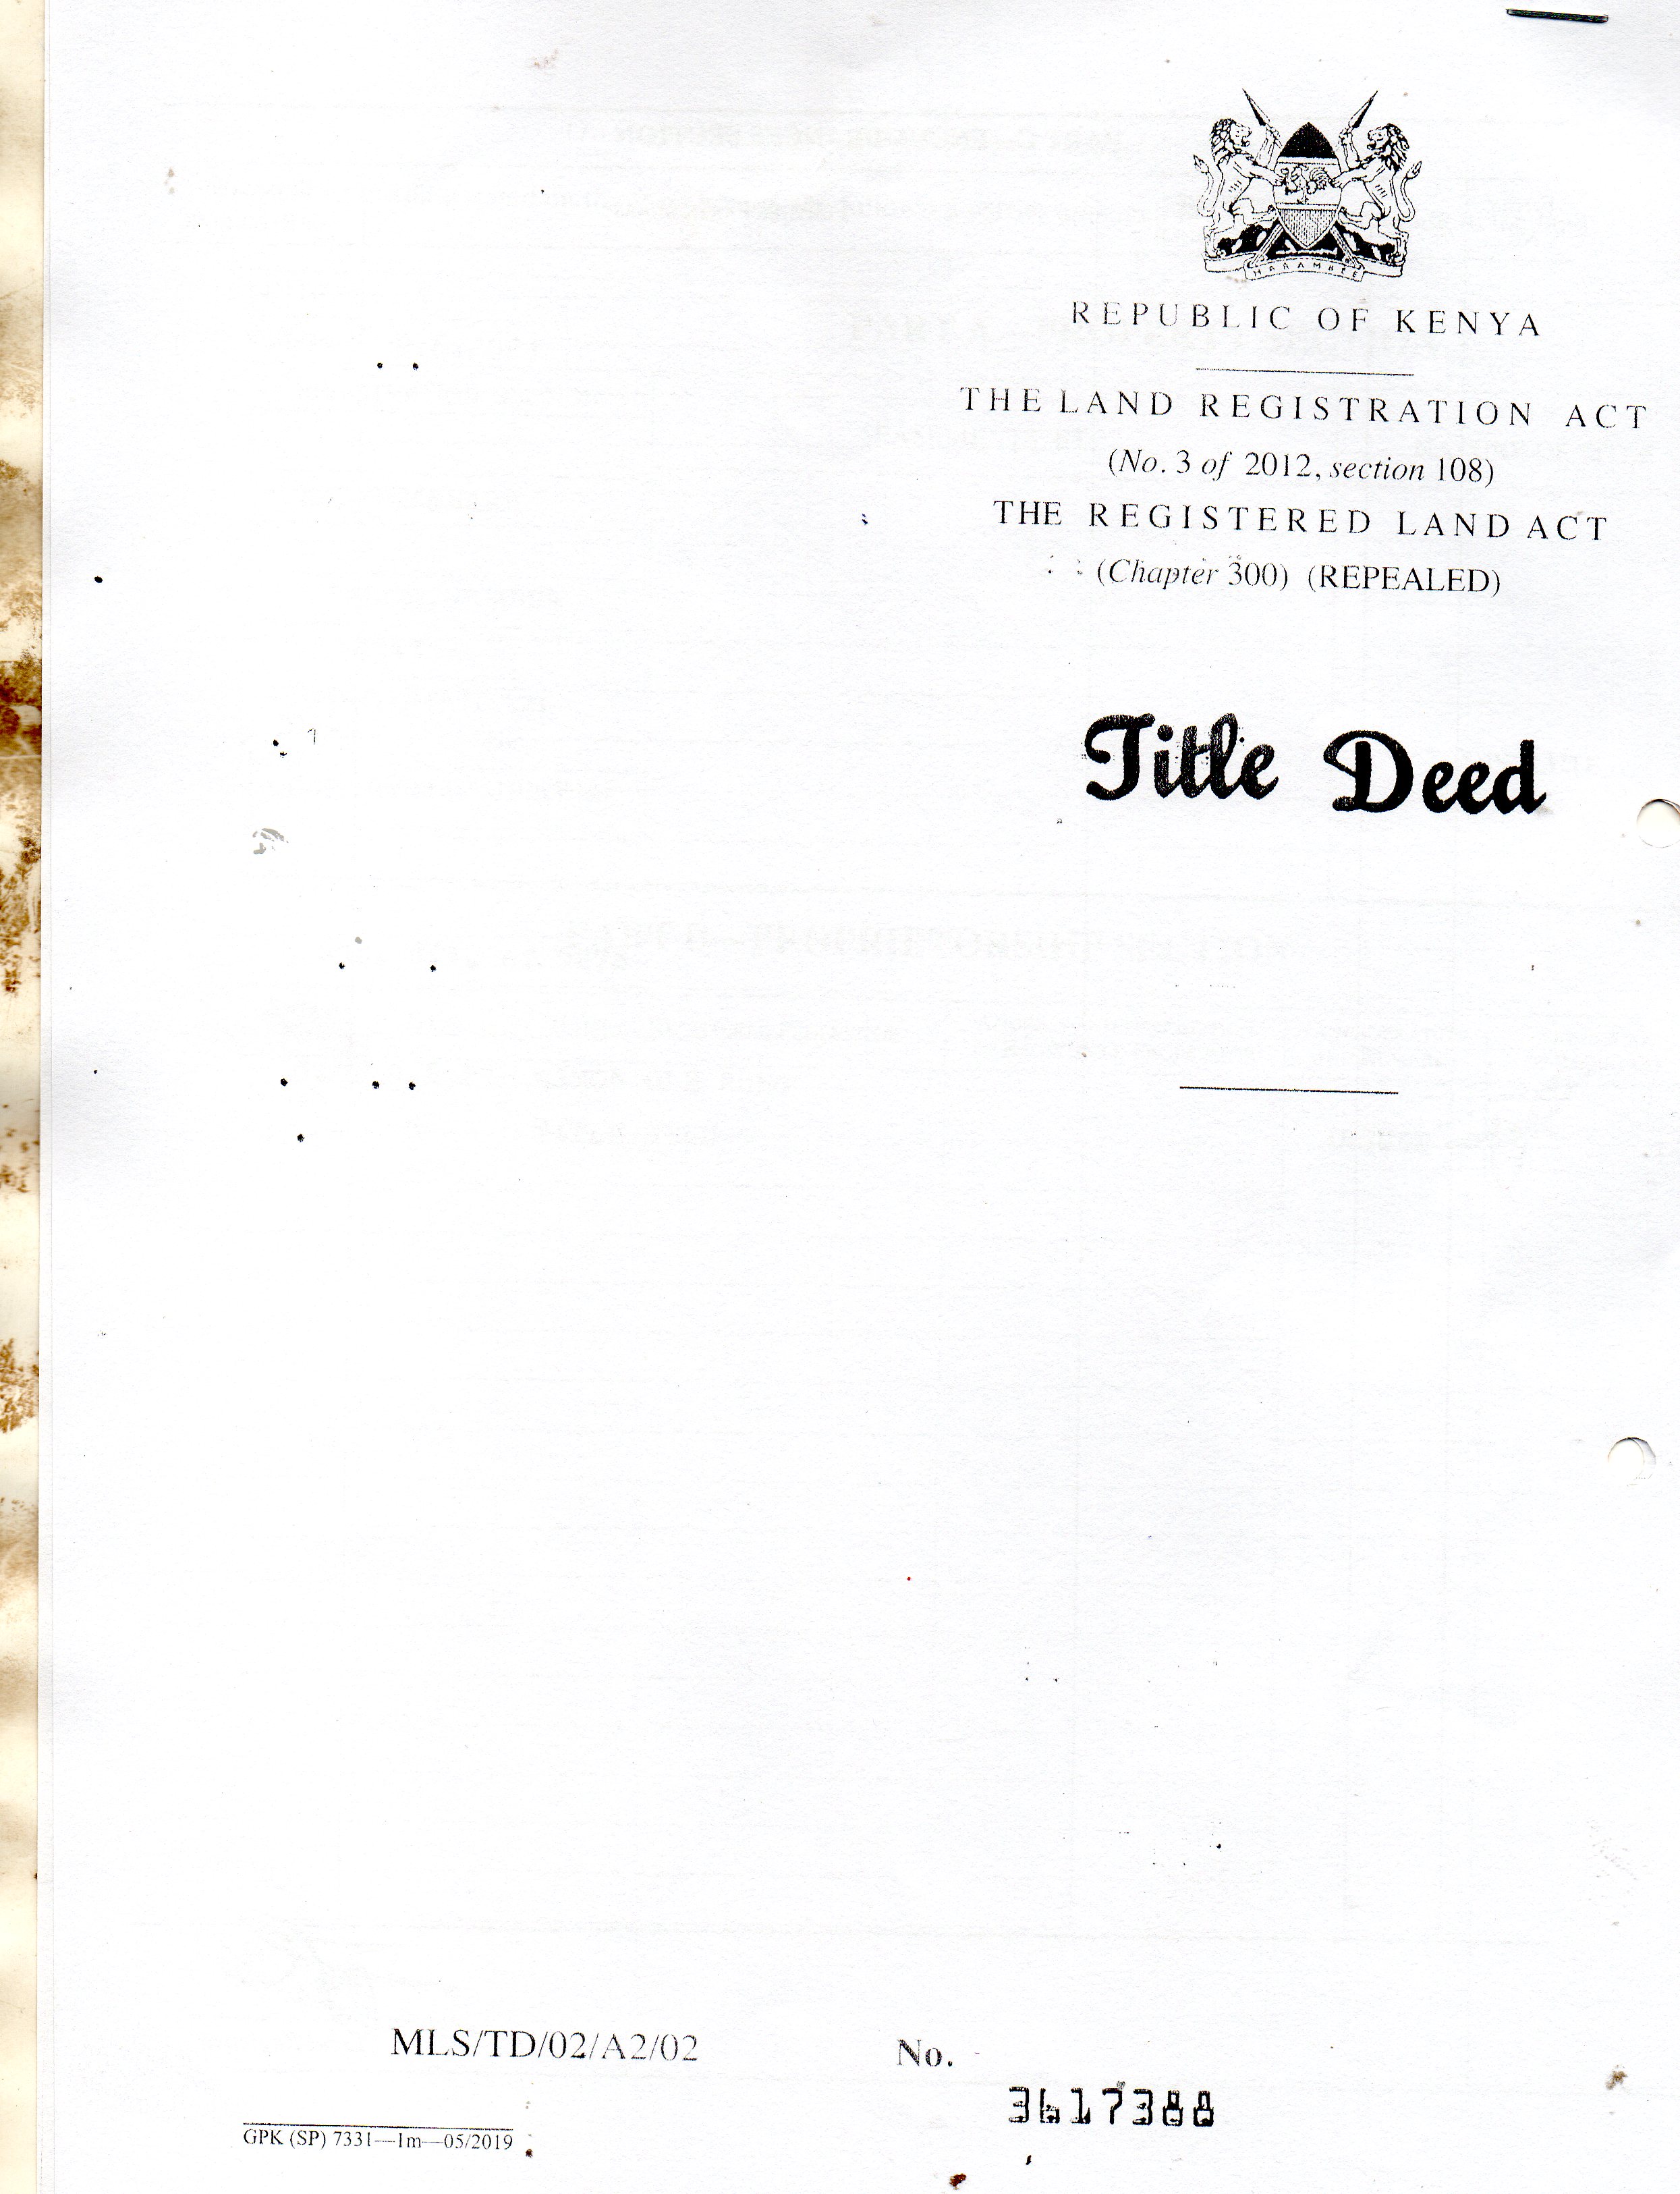 HARAMBEE
REPUBLIC OF KENYA
THE LAND REGISTRATION ACT
(No. 3 of 2012, section 108)
THE REGISTERED LAND ACT
(Chapter 300) (REPEALED)
Title Deed
MLS/TD/02/A2/02
No.
3617388
GPK (SP) 7331—1m—05/2019